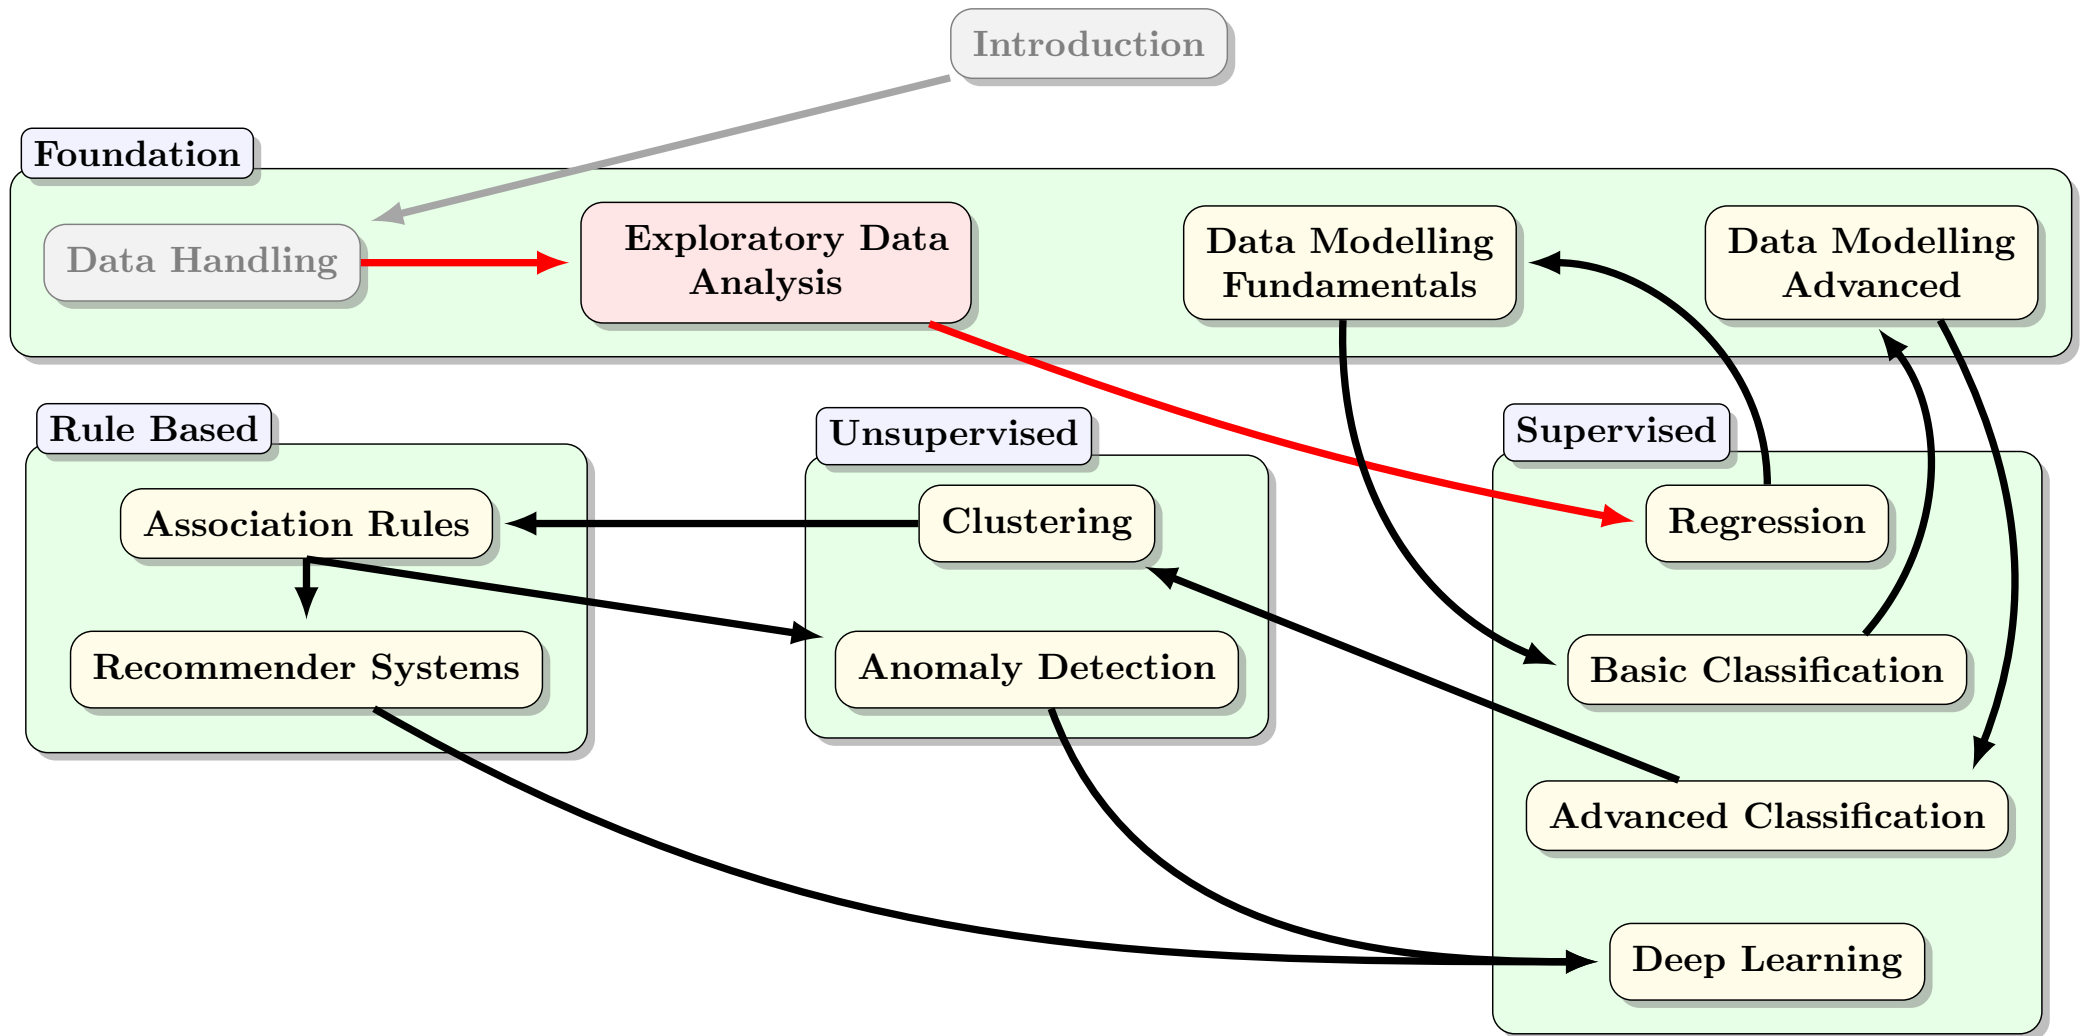 Introduction
Foundation
Data Handling
Exploratory Data
Analysis
Data Modelling
Fundamentals
Data Modelling
Advanced
Rule Based
Association Rules
Recommender Systems
Unsupervised
Clustering
Anomaly Detection
Supervised
Regression
Basic Classification
Advanced Classification
Deep Learning